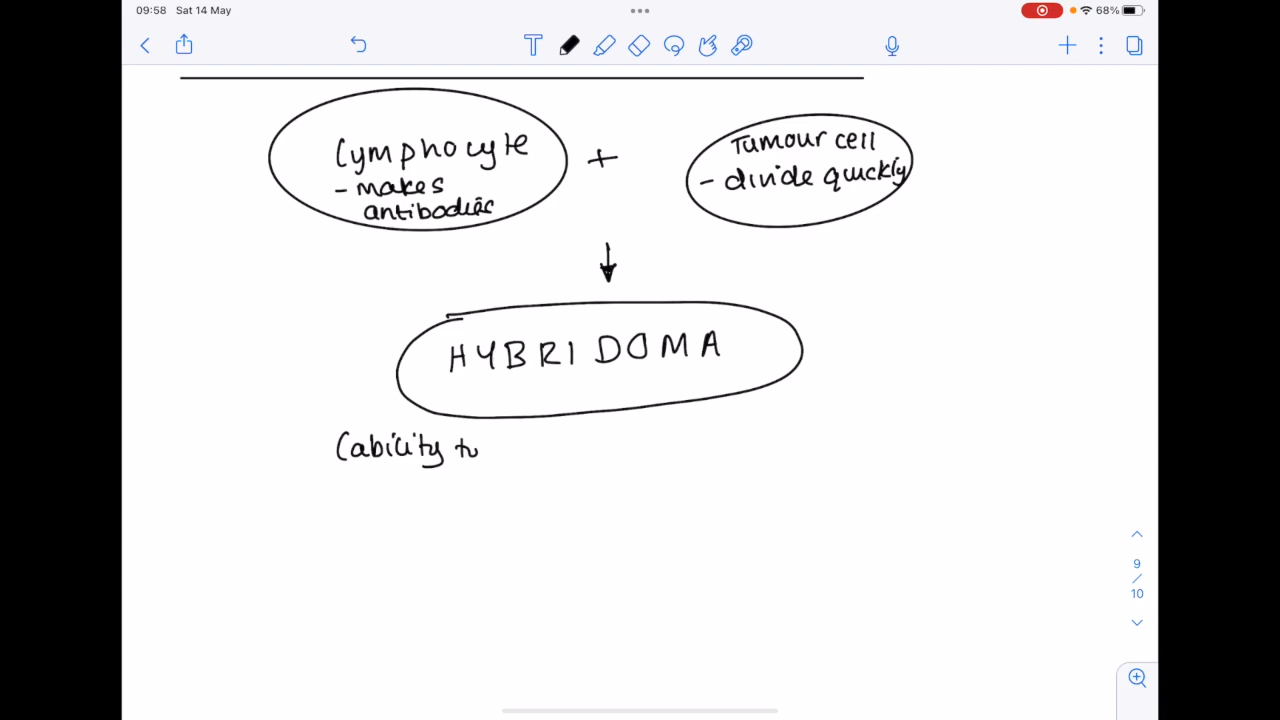 09:58 Sat 14 May
68%
Lymphocyte
- makes
antibodies
+
Tumour cell
- divide quickly
HYBRIDOMA
(ability to
9
/
10